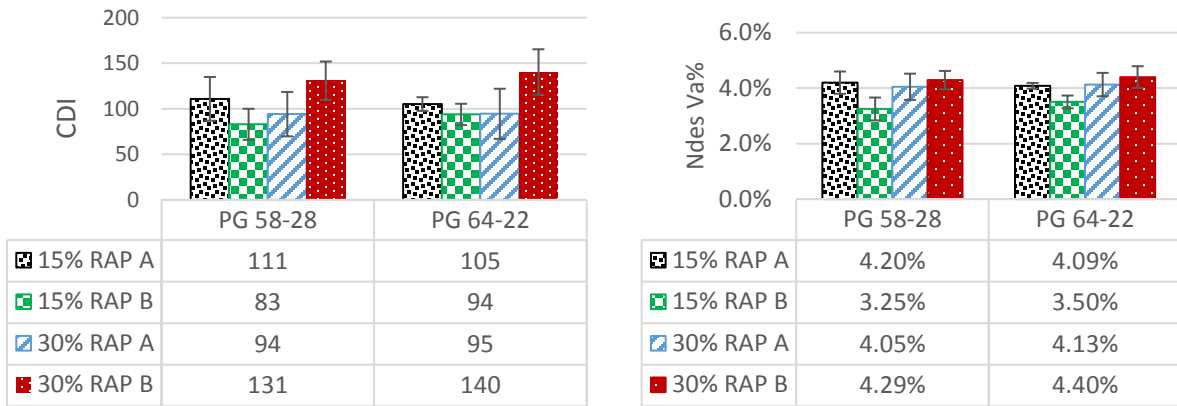 CDI
200
150
100
50
0
PG 58-28 PG 64-22
15% RAP A 111 105
15% RAP B 83 94
30% RAP A 94 95
30% RAP B 131 140
Ndes Va%
6.0%
4.0%
2.0%
0.0%
PG 58-28 PG 64-22
15% RAP A 4.20% 4.09%
15% RAP B 3.25% 3.50%
30% RAP A 4.05% 4.13%
30% RAP B 4.29% 4.40%